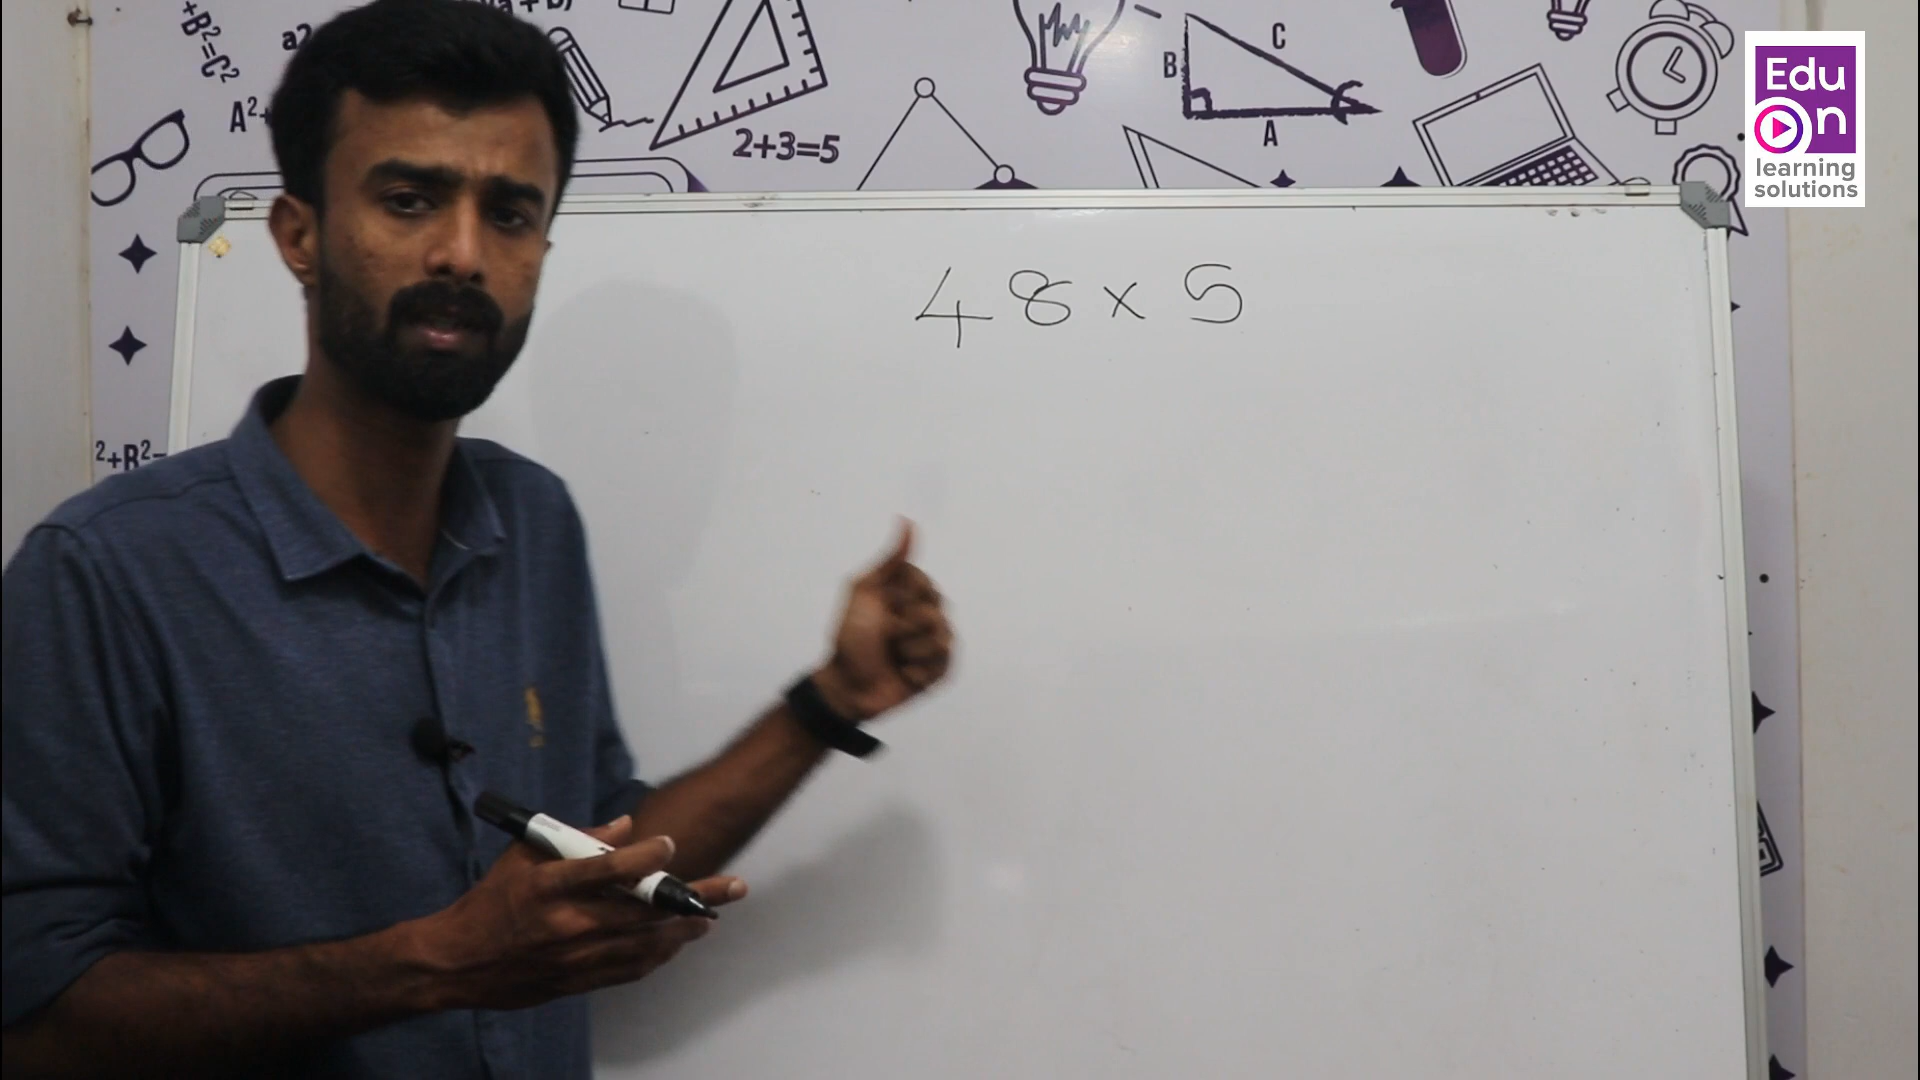 +B²=C²
a2
A²+
2+3=5
B
C
A
Edu
On
learning
solutions
48 × 5
²+B²=